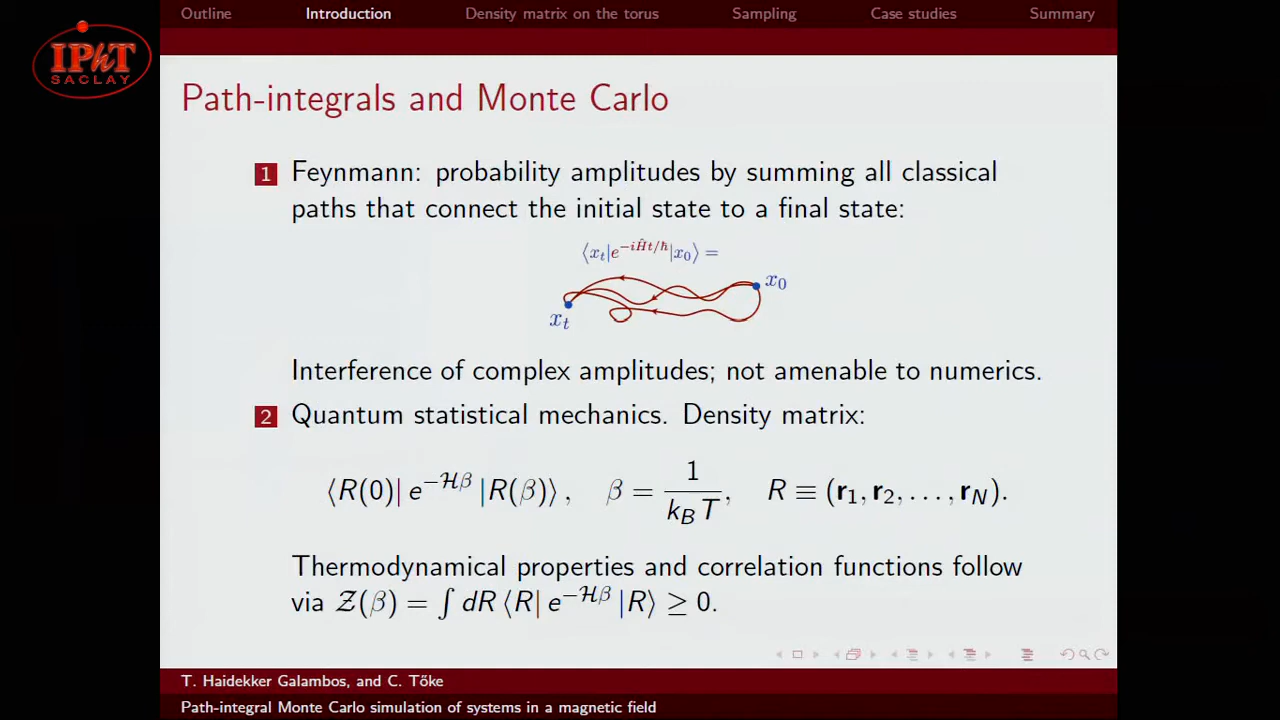 Outline Introduction Density matrix on the torus Sampling Case studies Summary
IPhT
SACLAY
Path-integrals and Monte Carlo
1 Feynmann: probability amplitudes by summing all classical
paths that connect the initial state to a final state:
⟨x_t|e^{-iĤt/ħ}|x_0⟩ =
x_0
x_t
Interference of complex amplitudes; not amenable to numerics.
2 Quantum statistical mechanics. Density matrix:
⟨R(0)| e^{-ℋβ} |R(β)⟩, β = 1/(k_B T), R ≡ (r_1, r_2, . . . , r_N).
Thermodynamical properties and correlation functions follow
via 𝒵(β) = ∫ dR ⟨R| e^{-ℋβ} |R⟩ ≥ 0.
T. Haidekker Galambos, and C. Tőke
Path-integral Monte Carlo simulation of systems in a magnetic field